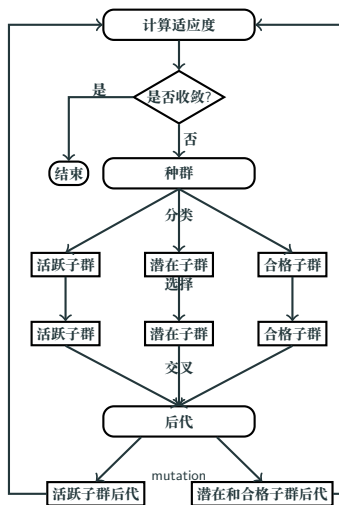 计算适应度
是否收敛?
是
否
结束
种群
分类
活跃子群 潜在子群 合格子群
选择
活跃子群 潜在子群 合格子群
交叉
后代
mutation
活跃子群后代 潜在和合格子群后代